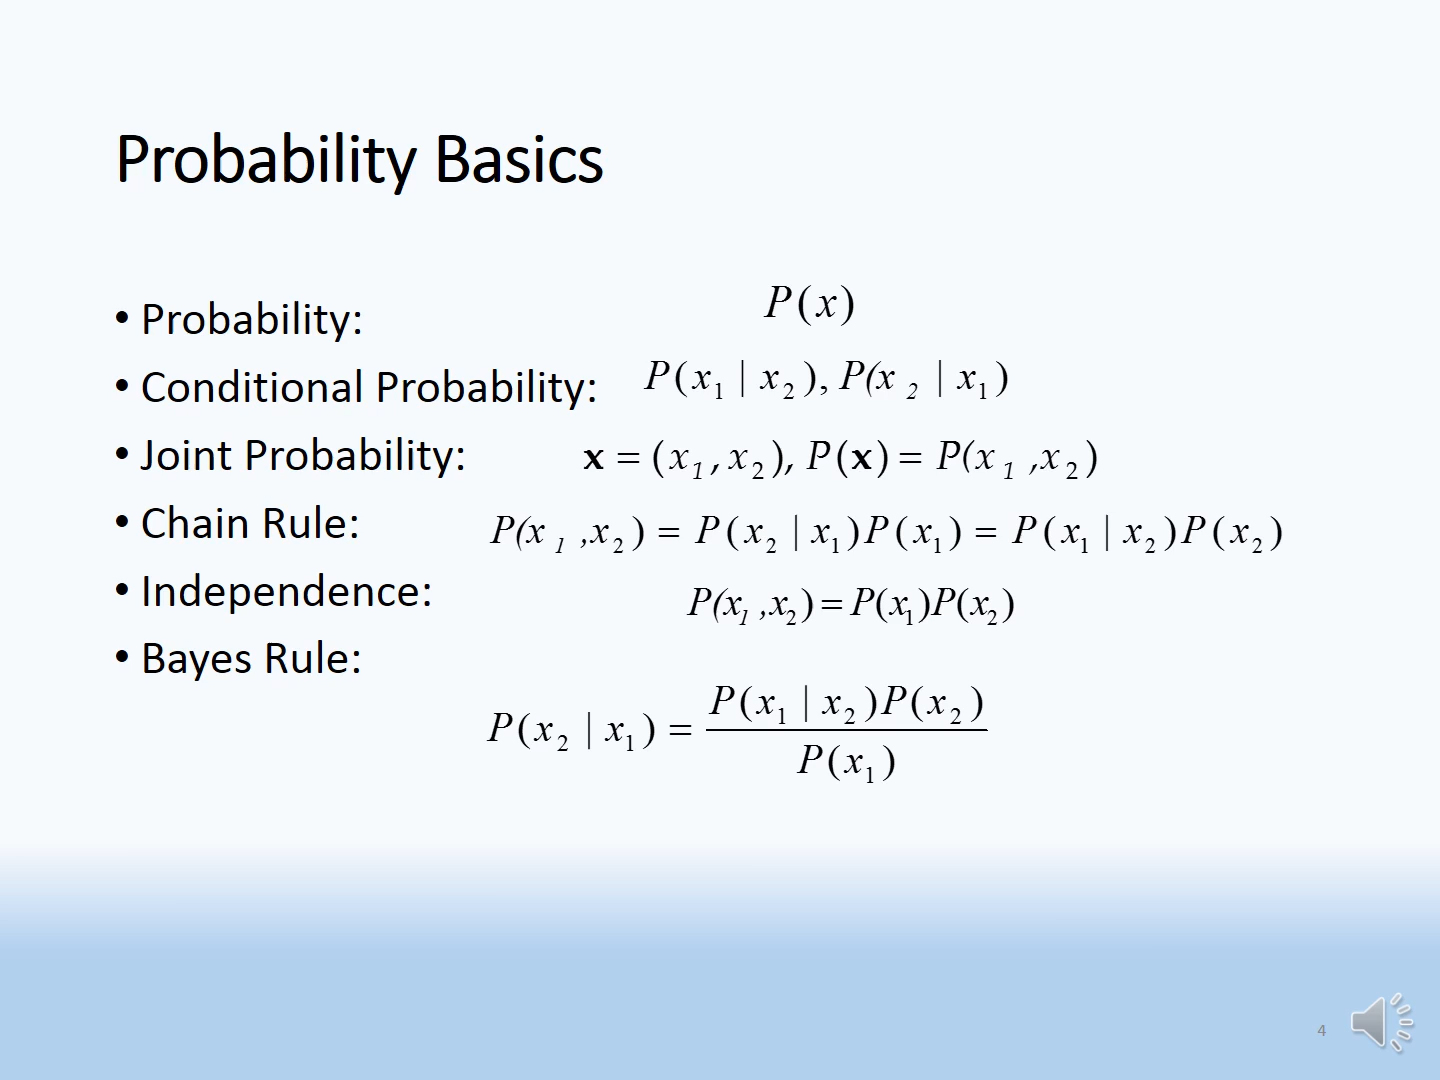 Probability Basics
• Probability: P(x)
• Conditional Probability: P(x₁ | x₂), P(x₂ | x₁)
• Joint Probability: 𝐱 = (x₁, x₂), P(𝐱) = P(x₁, x₂)
• Chain Rule: P(x₁, x₂) = P(x₂ | x₁)P(x₁) = P(x₁ | x₂)P(x₂)
• Independence: P(x₁, x₂) = P(x₁)P(x₂)
• Bayes Rule:
P(x₂ | x₁) = P(x₁ | x₂)P(x₂) / P(x₁)
4